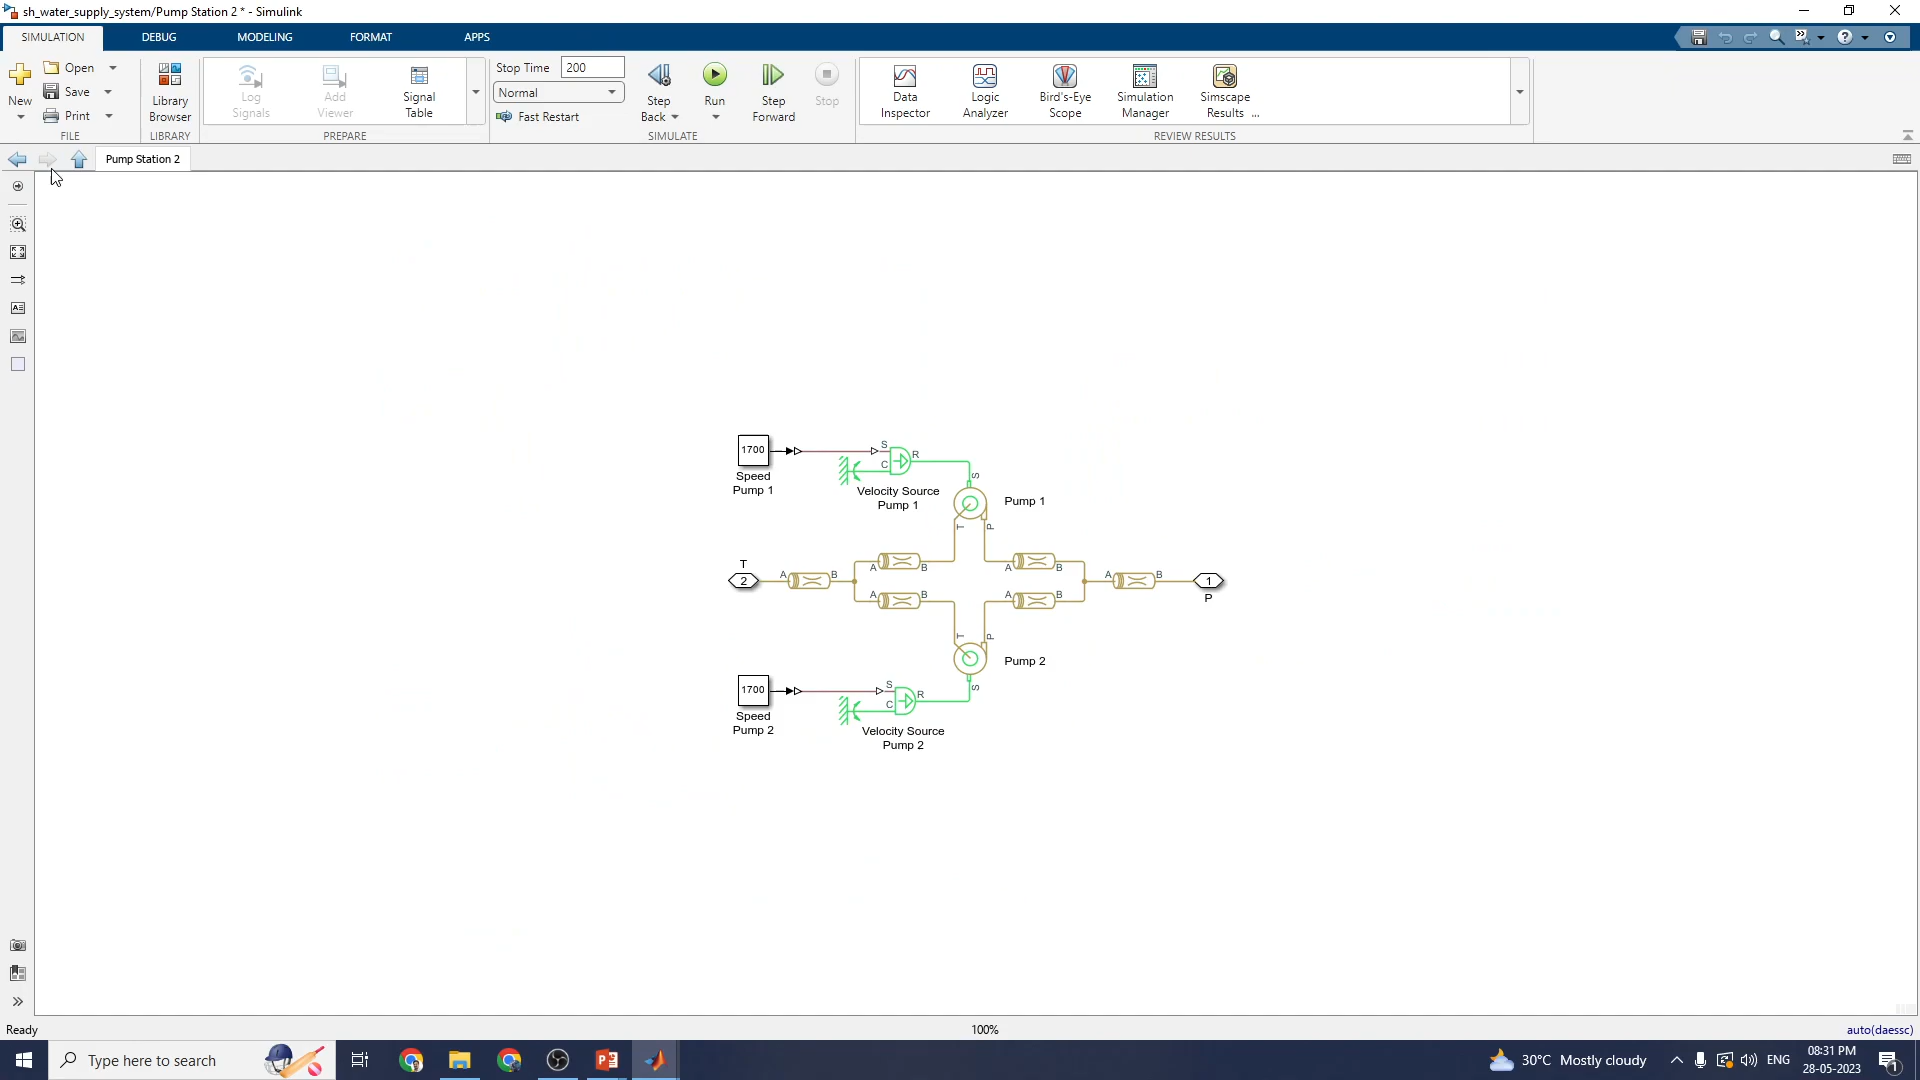 sh_water_supply_system/Pump Station 2 * - Simulink
SIMULATION
DEBUG
MODELING
FORMAT
APPS
New
Open
Save
Print
FILE
Library
Browser
LIBRARY
Log
Signals
Add
Viewer
Signal
Table
PREPARE
Stop Time
200
Normal
Fast Restart
Step
Back
Run
Step
Forward
Stop
SIMULATE
Data
Inspector
Logic
Analyzer
Bird's-Eye
Scope
Simulation
Manager
Simscape
Results ...
REVIEW RESULTS
Pump Station 2
1700
Speed
Pump 1
S
C
R
Velocity Source
Pump 1
S
Pump 1
T
P
T
2
A
B
A
B
A
B
A
B
1
P
A
B
A
B
T
P
Pump 2
1700
Speed
Pump 2
S
C
R
S
Velocity Source
Pump 2
Ready
100%
auto(daessc)
Type here to search
30°C Mostly cloudy
ENG
08:31 PM
28-05-2023
1